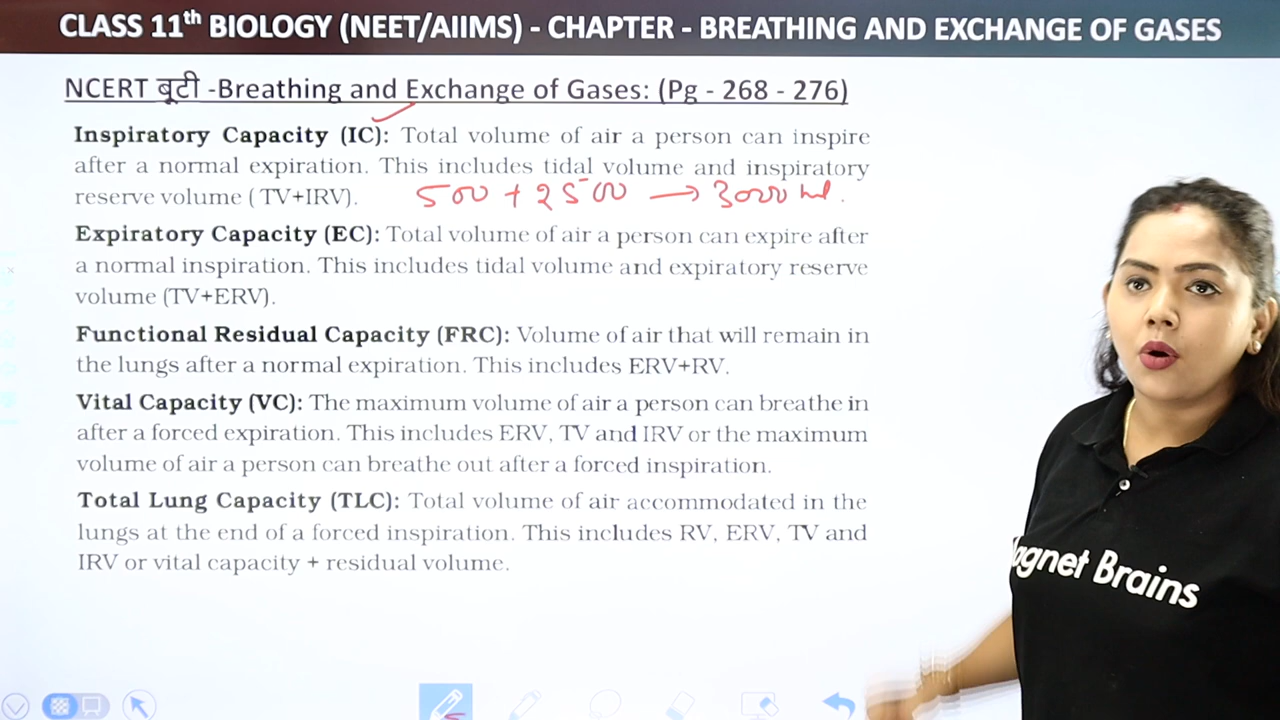 CLASS 11th BIOLOGY (NEET/AIIMS) - CHAPTER - BREATHING AND EXCHANGE OF GASES
NCERT बूटी -Breathing and Exchange of Gases: (Pg - 268 - 276)
Inspiratory Capacity (IC): Total volume of air a person can inspire
after a normal expiration. This includes tidal volume and inspiratory
reserve volume ( TV+IRV).
500 + 2500 → 3000 ml.
Expiratory Capacity (EC): Total volume of air a person can expire after
a normal inspiration. This includes tidal volume and expiratory reserve
volume (TV+ERV).
Functional Residual Capacity (FRC): Volume of air that will remain in
the lungs after a normal expiration. This includes ERV+RV.
Vital Capacity (VC): The maximum volume of air a person can breathe in
after a forced expiration. This includes ERV, TV and IRV or the maximum
volume of air a person can breathe out after a forced inspiration.
Total Lung Capacity (TLC): Total volume of air accommodated in the
lungs at the end of a forced inspiration. This includes RV, ERV, TV and
IRV or vital capacity + residual volume.
agnet Brains